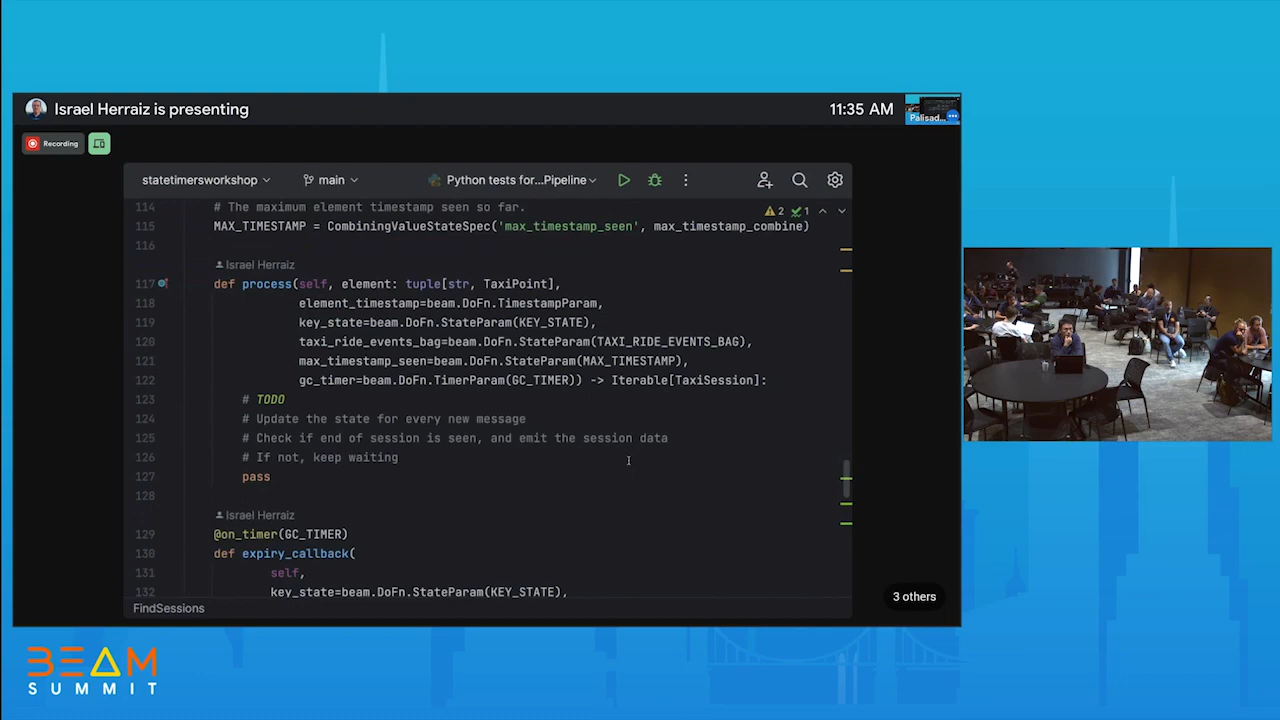 Israel Herraiz is presenting
11:35 AM
Palisad...
Recording
statetimersworkshop
main
Python tests for...Pipeline
114 # The maximum element timestamp seen so far.
2 1
115 MAX_TIMESTAMP = CombiningValueStateSpec('max_timestamp_seen', max_timestamp_combine)
116
Israel Herraiz
117 def process(self, element: tuple[str, TaxiPoint],
118 element_timestamp=beam.DoFn.TimestampParam,
119 key_state=beam.DoFn.StateParam(KEY_STATE),
120 taxi_ride_events_bag=beam.DoFn.StateParam(TAXI_RIDE_EVENTS_BAG),
121 max_timestamp_seen=beam.DoFn.StateParam(MAX_TIMESTAMP),
122 gc_timer=beam.DoFn.TimerParam(GC_TIMER)) -> Iterable[TaxiSession]:
123 # TODO
124 # Update the state for every new message
125 # Check if end of session is seen, and emit the session data
126 # If not, keep waiting
127 pass
128
Israel Herraiz
129 @on_timer(GC_TIMER)
130 def expiry_callback(
131 self,
132 key_state=beam.DoFn.StateParam(KEY_STATE),
FindSessions
3 others
BEAM
SUMMIT